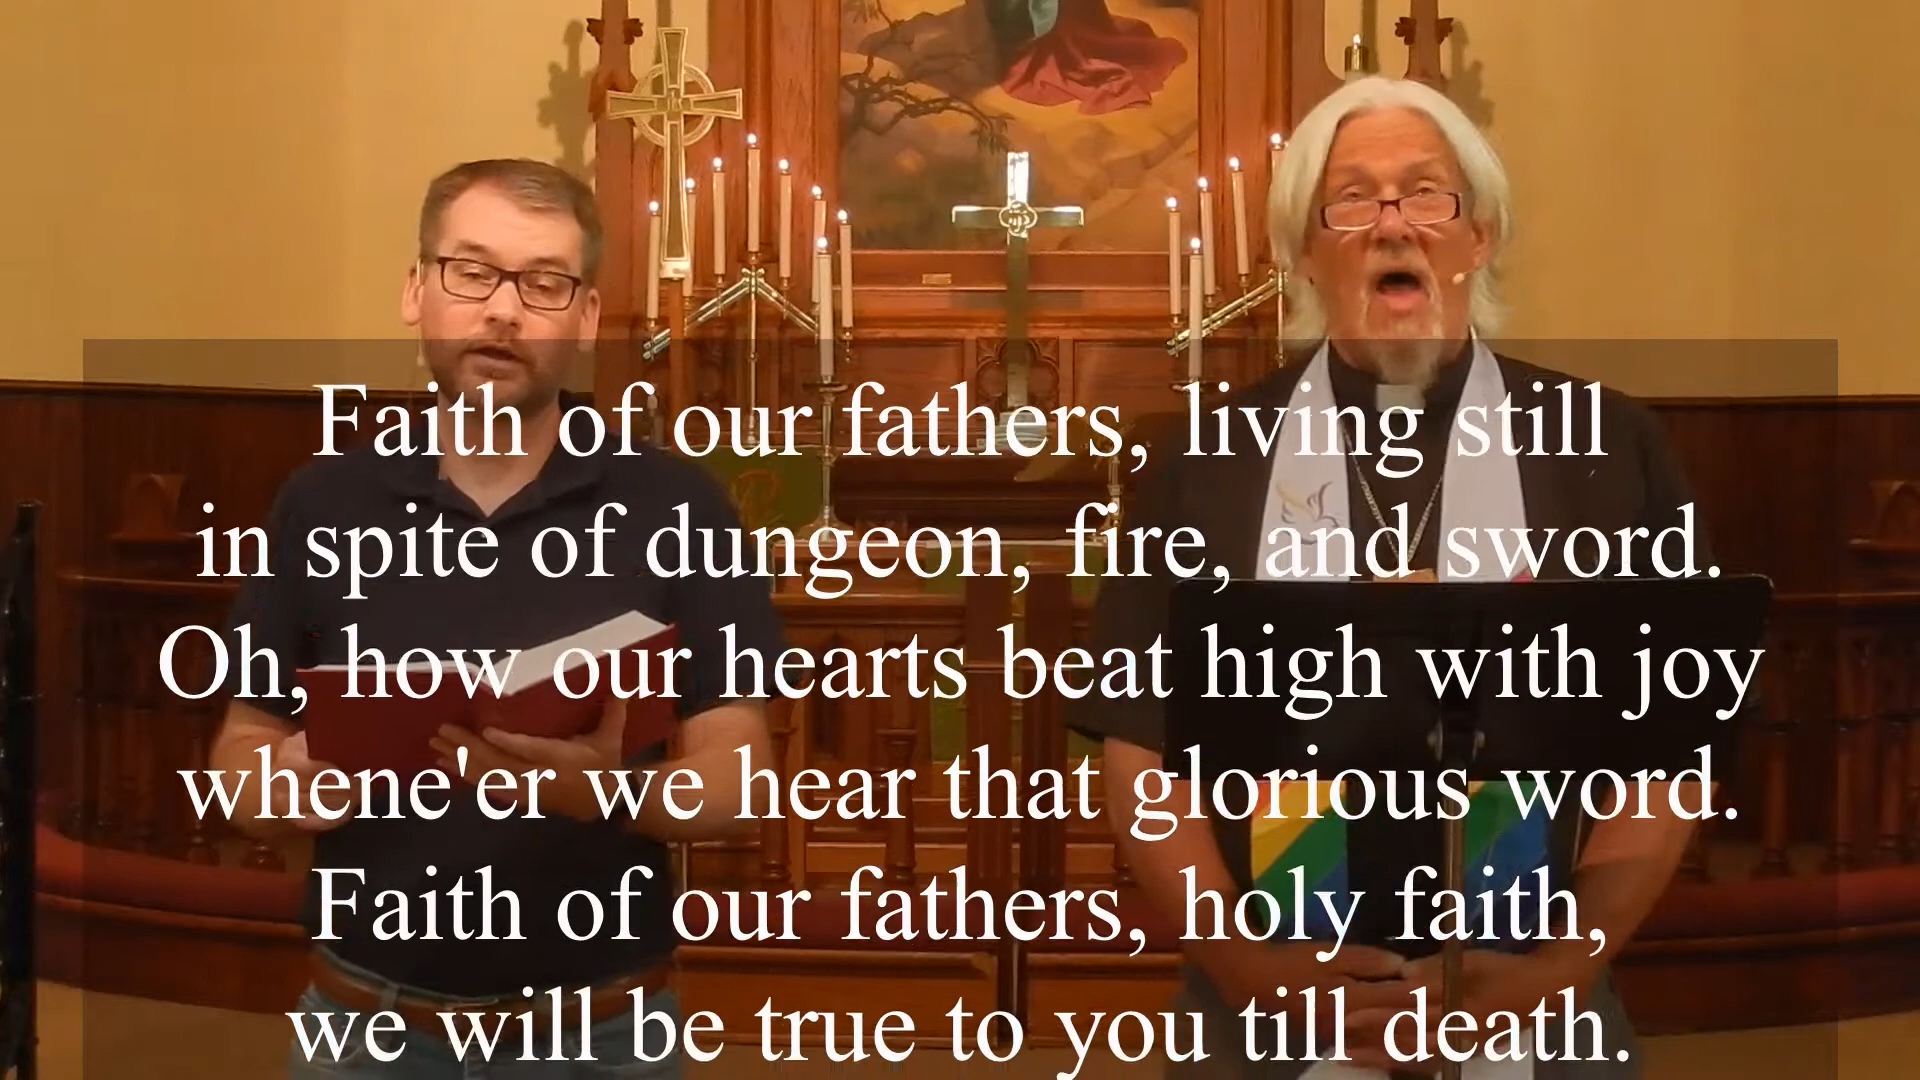 Faith of our fathers, living still
in spite of dungeon, fire, and sword.
Oh, how our hearts beat high with joy
whene'er we hear that glorious word.
Faith of our fathers, holy faith,
we will be true to you till death.